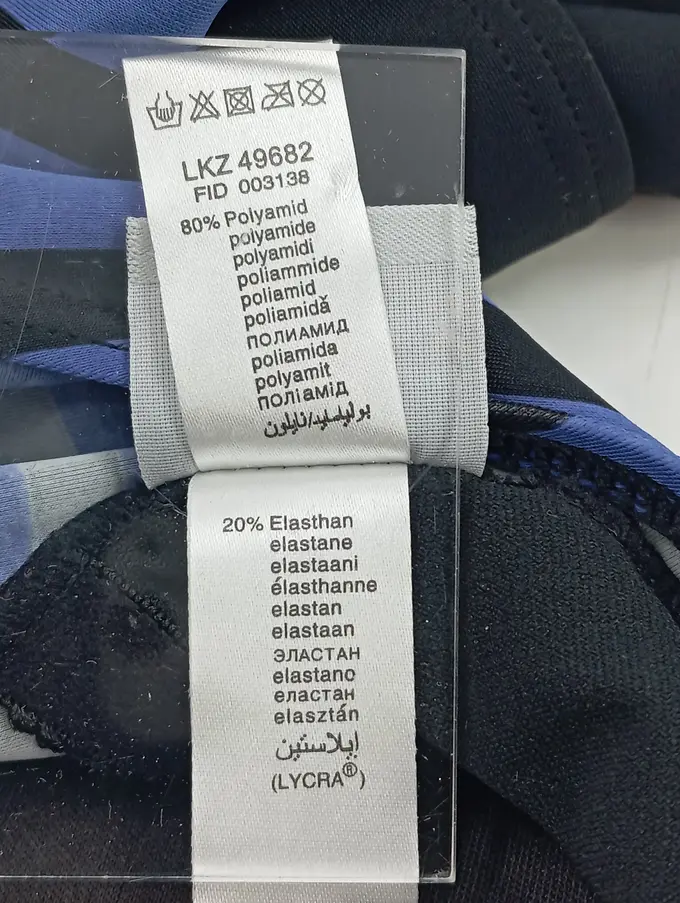 LKZ 49682
FID 003138
80% Polyamid
polyamide
polyamidi
poliammide
poliamid
poliamidă
ПОЛИАМИД
poliamida
polyamit
поліамід
بولياميد/نايلون
20% Elasthan
elastane
elastaani
élasthanne
elastan
elastaan
ЭЛАСТАН
elastano
еластан
elasztán
إيلاستين
(LYCRA®)